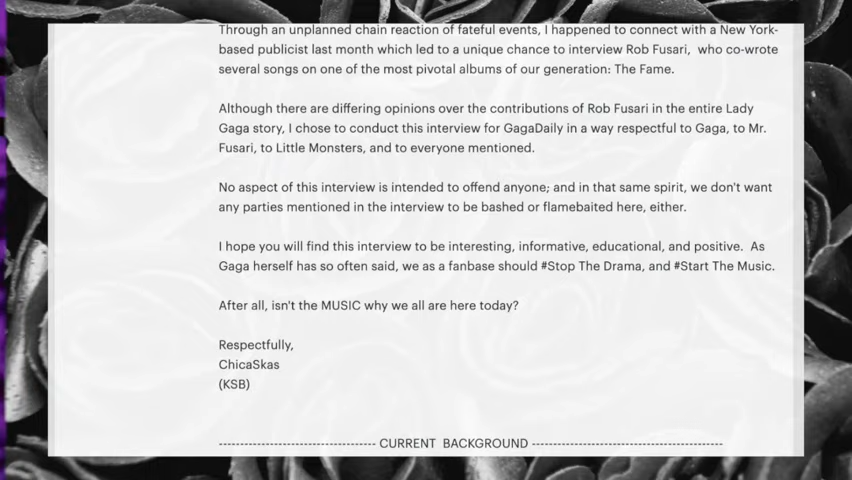 Through an unplanned chain reaction of fateful events, I happened to connect with a New York-
based publicist last month which led to a unique chance to interview Rob Fusari,  who co-wrote
several songs on one of the most pivotal albums of our generation: The Fame.
Although there are differing opinions over the contributions of Rob Fusari in the entire Lady
Gaga story, I chose to conduct this interview for GagaDaily in a way respectful to Gaga, to Mr.
Fusari, to Little Monsters, and to everyone mentioned.
No aspect of this interview is intended to offend anyone; and in that same spirit, we don't want
any parties mentioned in the interview to be bashed or flamebaited here, either.
I hope you will find this interview to be interesting, informative, educational, and positive.  As
Gaga herself has so often said, we as a fanbase should #Stop The Drama, and #Start The Music.
After all, isn't the MUSIC why we all are here today?
Respectfully,
ChicaSkas
(KSB)
------------------------------------- CURRENT  BACKGROUND ---------------------------------------------